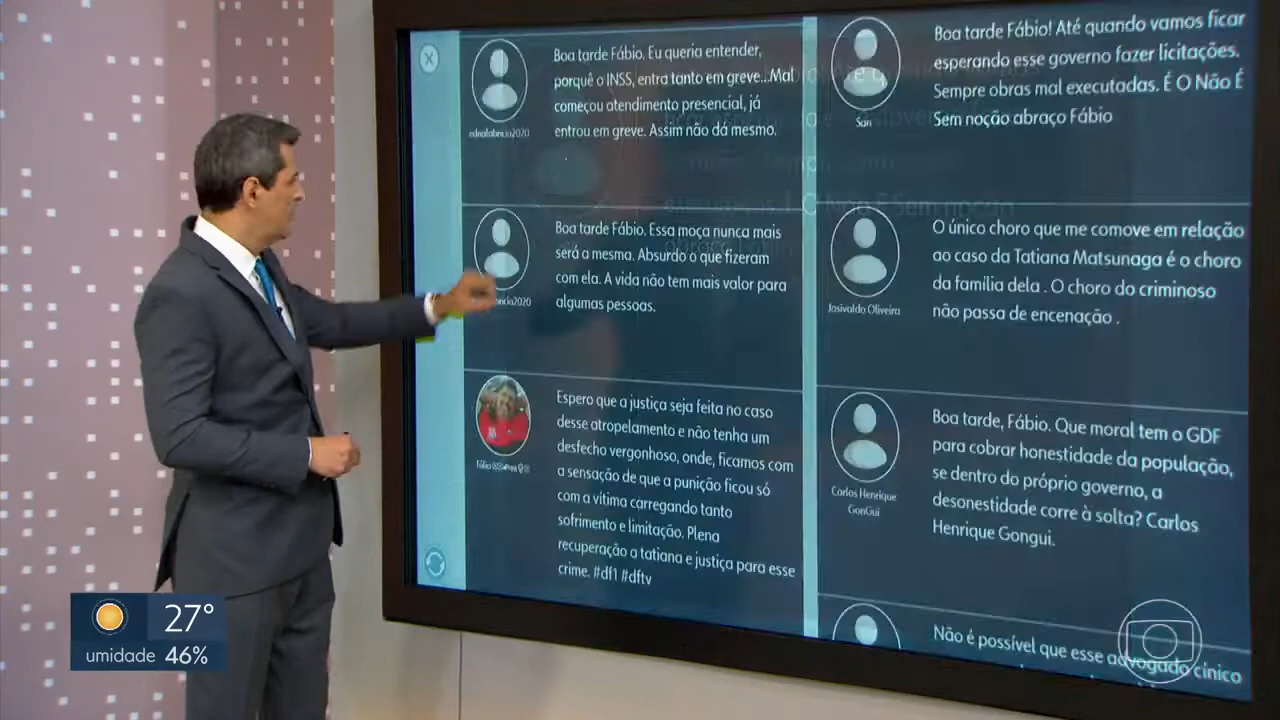 Boa tarde Fábio. Eu queria entender,
porquê o INSS, entra tanto em greve...Mal
começou atendimento presencial, já
entrou em greve. Assim não dá mesmo.
ednafabricia2020
Boa tarde Fábio. Essa moça nunca mais
será a mesma. Absurdo o que fizeram
com ela. A vida não tem mais valor para
algumas pessoas.
Espero que a justiça seja feita no caso
desse atropelamento e não tenha um
desfecho vergonhoso, onde, ficamos com
a sensação de que a punição ficou só
com a vítima carregando tanto
sofrimento e limitação. Plena
recuperação a tatiana e justiça para esse
crime. #df1 #dftv
Boa tarde Fábio! Até quando vamos ficar
esperando esse governo fazer licitações.
Sempre obras mal executadas. É O Não É
Sem noção abraço Fábio
San
O único choro que me comove em relação
ao caso da Tatiana Matsunaga é o choro
da família dela . O choro do criminoso
não passa de encenação .
Josivaldo Oliveira
Boa tarde, Fábio. Que moral tem o GDF
para cobrar honestidade da população,
se dentro do próprio governo, a
desonestidade corre à solta? Carlos
Henrique Gongui.
Carlos Henrique
GonGui
Não é possível que esse advogado cínico
27°
umidade 46%